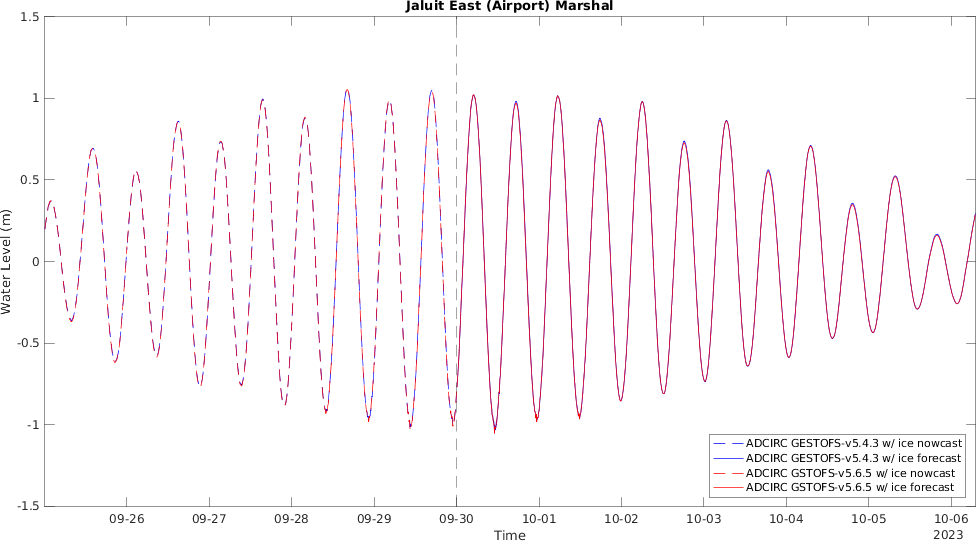 Jaluit East (Airport) Marshal
Water Level (m)
1.5
1
0.5
0
-0.5
-1
-1.5
ADCIRC GESTOFS-v5.4.3 w/ ice nowcast
ADCIRC GESTOFS-v5.4.3 w/ ice forecast
ADCIRC GSTOFS-v5.6.5 w/ ice nowcast
ADCIRC GSTOFS-v5.6.5 w/ ice forecast
09-26 09-27 09-28 09-29 09-30 10-01 10-02 10-03 10-04 10-05 10-06
2023
Time